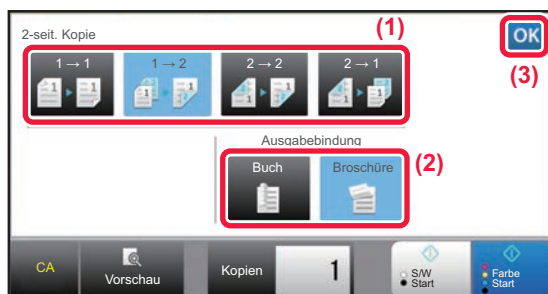 2-seit. Kopie
(1)
OK
(3)
1 → 1
1 → 2
2 → 2
2 → 1
Ausgabebindung
Buch
Broschüre
(2)
CA
Vorschau
Kopien
1
S/W
Start
Farbe
Start